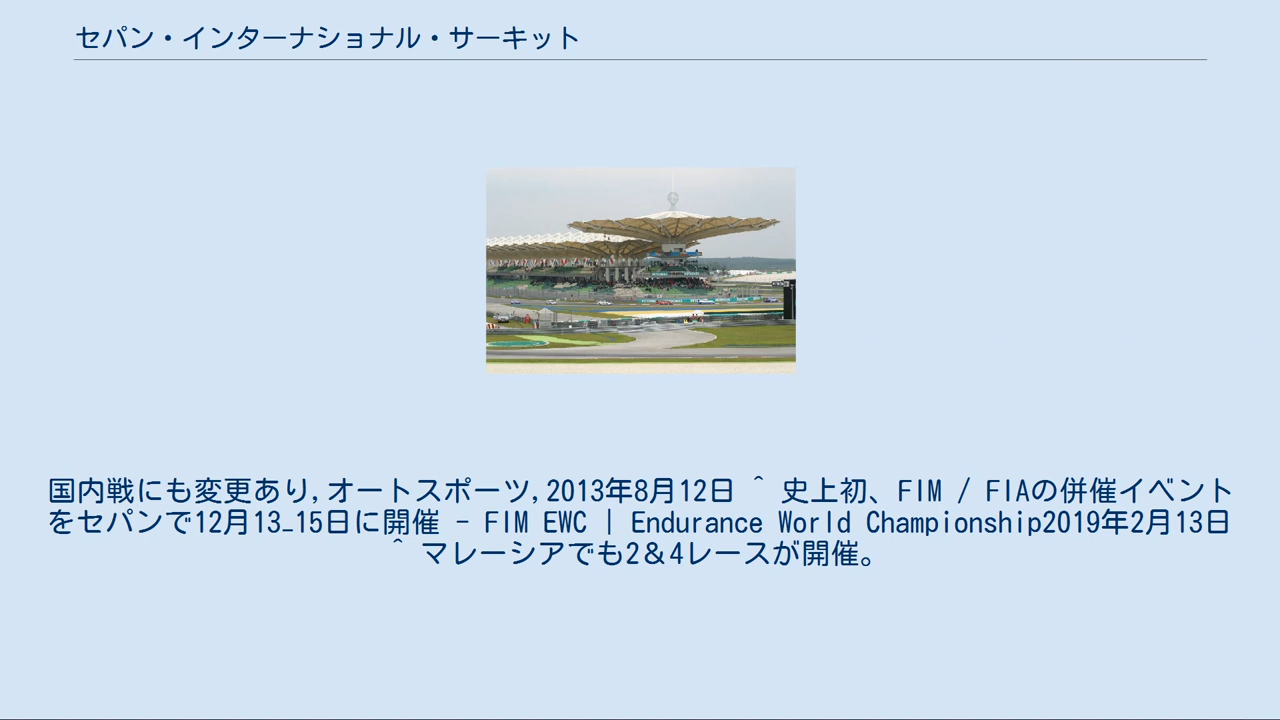 セパン・インターナショナル・サーキット
国内戦にも変更あり,オートスポーツ,2013年8月12日 ^ 史上初、FIM / FIAの併催イベント
をセパンで12月13_15日に開催 - FIM EWC | Endurance World Championship2019年2月13日
^ マレーシアでも2＆4レースが開催。